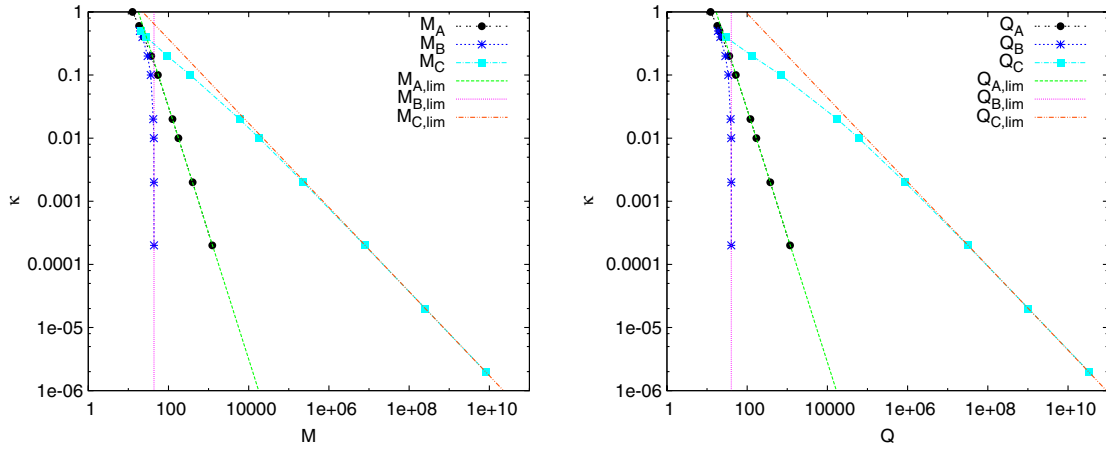 1
0.1
0.01
0.001
0.0001
1e-05
1e-06
κ
1 100 10000 1e+06 1e+08 1e+10
M
M_A
M_B
M_C
M_A,lim
M_B,lim
M_C,lim
1
0.1
0.01
0.001
0.0001
1e-05
1e-06
κ
1 100 10000 1e+06 1e+08 1e+10
Q
Q_A
Q_B
Q_C
Q_A,lim
Q_B,lim
Q_C,lim